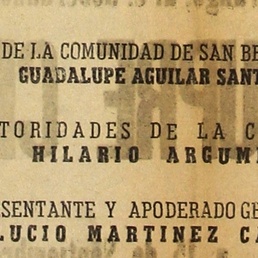 DE LA COMUNIDAD DE SAN BE
GUADALUPE AGUILAR SANT
TORIDADES DE LA C
HILARIO ARGUM
SENTANTE Y APODERADO GE
LUCIO MARTINEZ CA